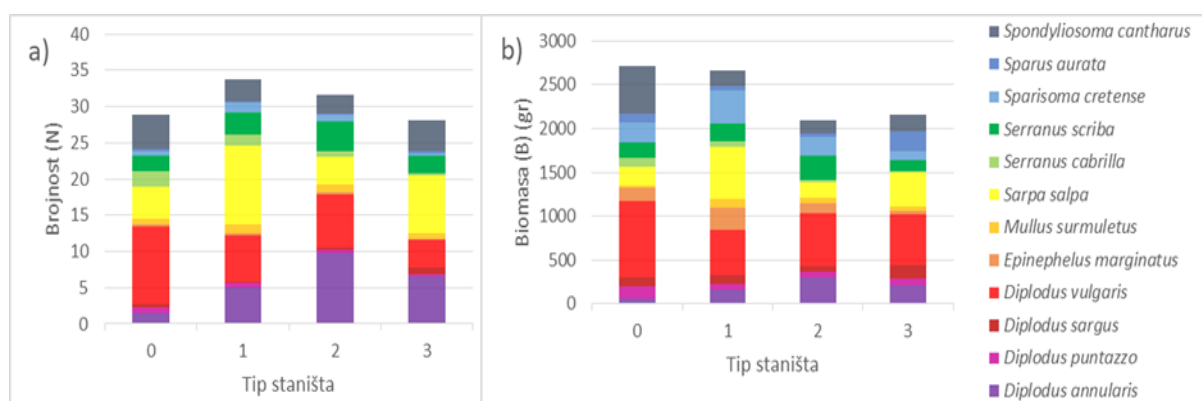 a)
40
35
30
25
20
15
10
5
0
Brojnost (N)
0 1 2 3
Tip staništa
b)
3000
2500
2000
1500
1000
500
0
Biomasa (B) (gr)
0 1 2 3
Tip staništa
Spondyliosoma cantharus
Sparus aurata
Sparisoma cretense
Serranus scriba
Serranus cabrilla
Sarpa salpa
Mullus surmuletus
Epinephelus marginatus
Diplodus vulgaris
Diplodus sargus
Diplodus puntazzo
Diplodus annularis